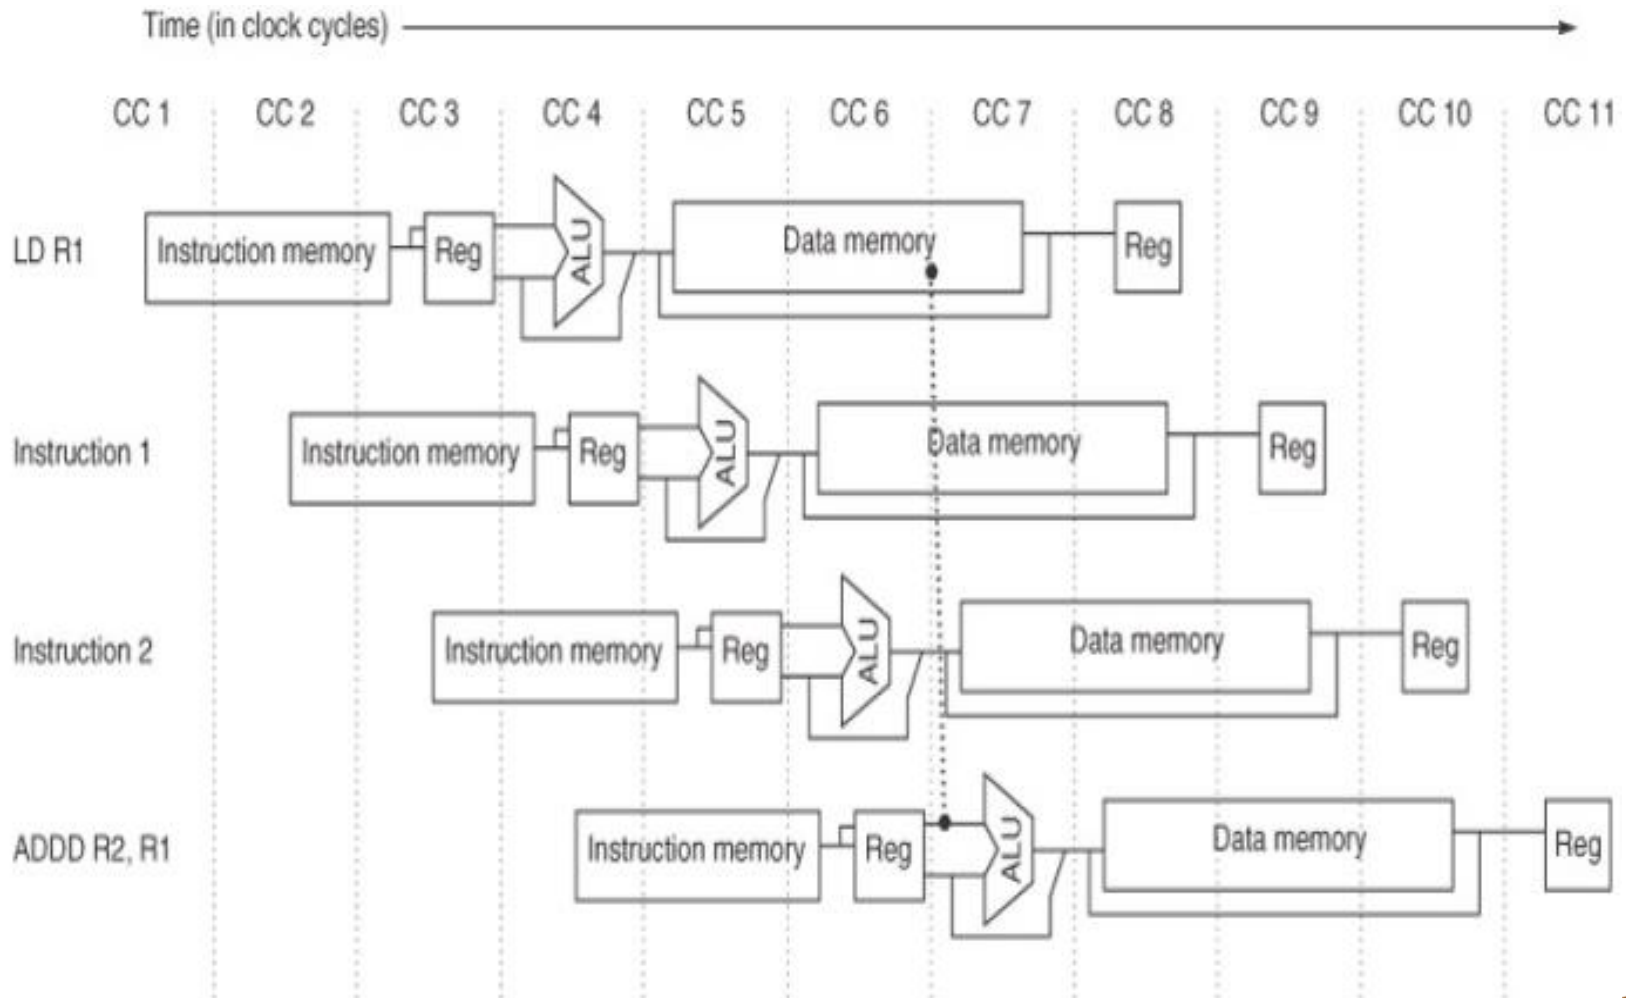 Time (in clock cycles)
CC 1 CC 2 CC 3 CC 4 CC 5 CC 6 CC 7 CC 8 CC 9 CC 10 CC 11
LD R1 Instruction memory Reg ALU Data memory Reg
Instruction 1 Instruction memory Reg ALU Data memory Reg
Instruction 2 Instruction memory Reg ALU Data memory Reg
ADDD R2, R1 Instruction memory Reg ALU Data memory Reg